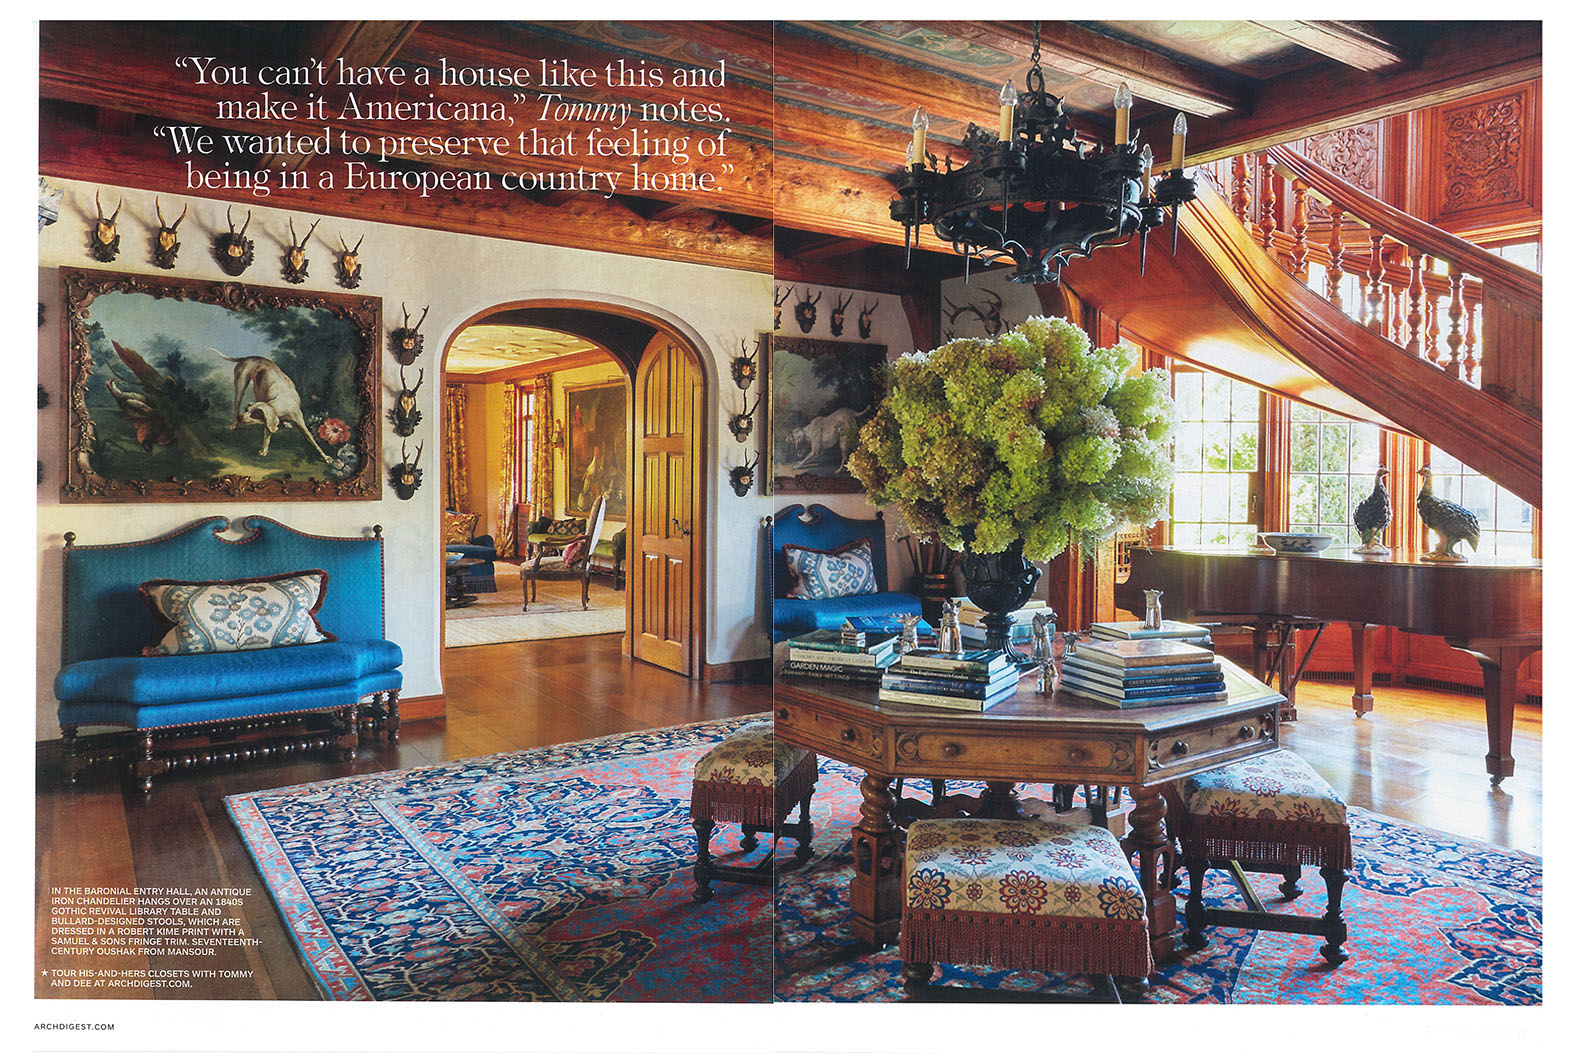 “You can’t have a house like this and
make it Americana,” Tommy notes.
“We wanted to preserve that feeling of
being in a European country home.”
GARDEN MAGIC
IN THE BARONIAL ENTRY HALL, AN ANTIQUE
IRON CHANDELIER HANGS OVER AN 1840S
GOTHIC REVIVAL LIBRARY TABLE AND
BULLARD-DESIGNED STOOLS, WHICH ARE
DRESSED IN A ROBERT KIME PRINT WITH A
SAMUEL & SONS FRINGE TRIM. SEVENTEENTH-
CENTURY OUSHAK FROM MANSOUR.
★ TOUR HIS-AND-HERS CLOSETS WITH TOMMY
AND DEE AT ARCHDIGEST.COM.
ARCHDIGEST.COM